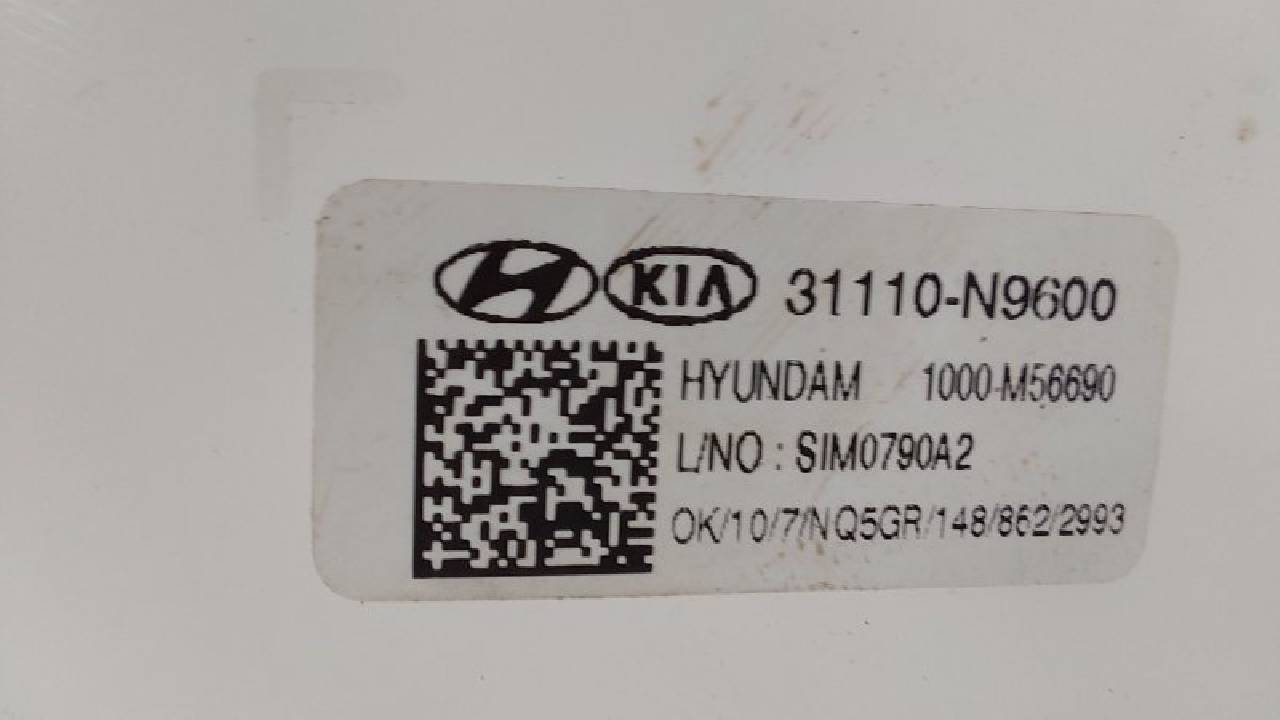 KIA 31110-N9600
HYUNDAM 1000-M56690
L/NO : SIM0790A2
OK/10/7/NQ5GR/148/862/2993